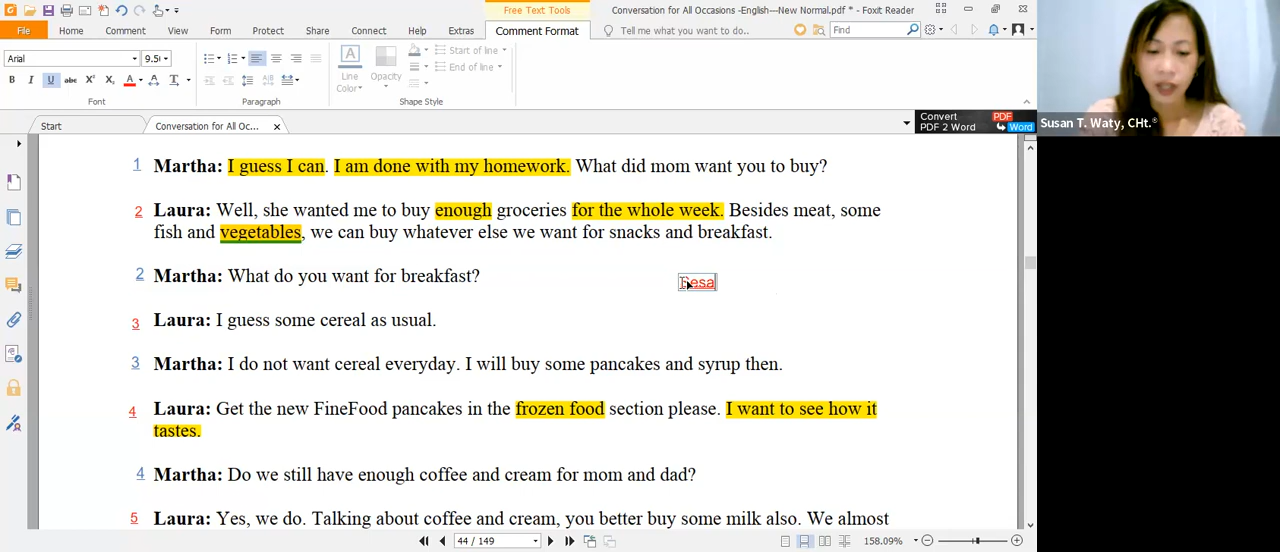 Free Text Tools
Conversation for All Occasions -English---New Normal.pdf * - Foxit Reader
File
Home
Comment
View
Form
Protect
Share
Connect
Help
Extras
Comment Format
Tell me what you want to do..
Find
Arial
9.5
B I U abc X² X₂ A
Font
Paragraph
Line
Color
Opacity
Start of line
End of line
Shape Style
Susan T. Waty, CHt.®
Start
Conversation for All Oc...
Convert
PDF 2 Word
PDF
Word
1 Martha: I guess I can. I am done with my homework. What did mom want you to buy?
2 Laura: Well, she wanted me to buy enough groceries for the whole week. Besides meat, some
fish and vegetables, we can buy whatever else we want for snacks and breakfast.
2 Martha: What do you want for breakfast?
3 Laura: I guess some cereal as usual.
3 Martha: I do not want cereal everyday. I will buy some pancakes and syrup then.
4 Laura: Get the new FineFood pancakes in the frozen food section please. I want to see how it
tastes.
4 Martha: Do we still have enough coffee and cream for mom and dad?
5 Laura: Yes, we do. Talking about coffee and cream, you better buy some milk also. We almost
44 / 149
158.09%